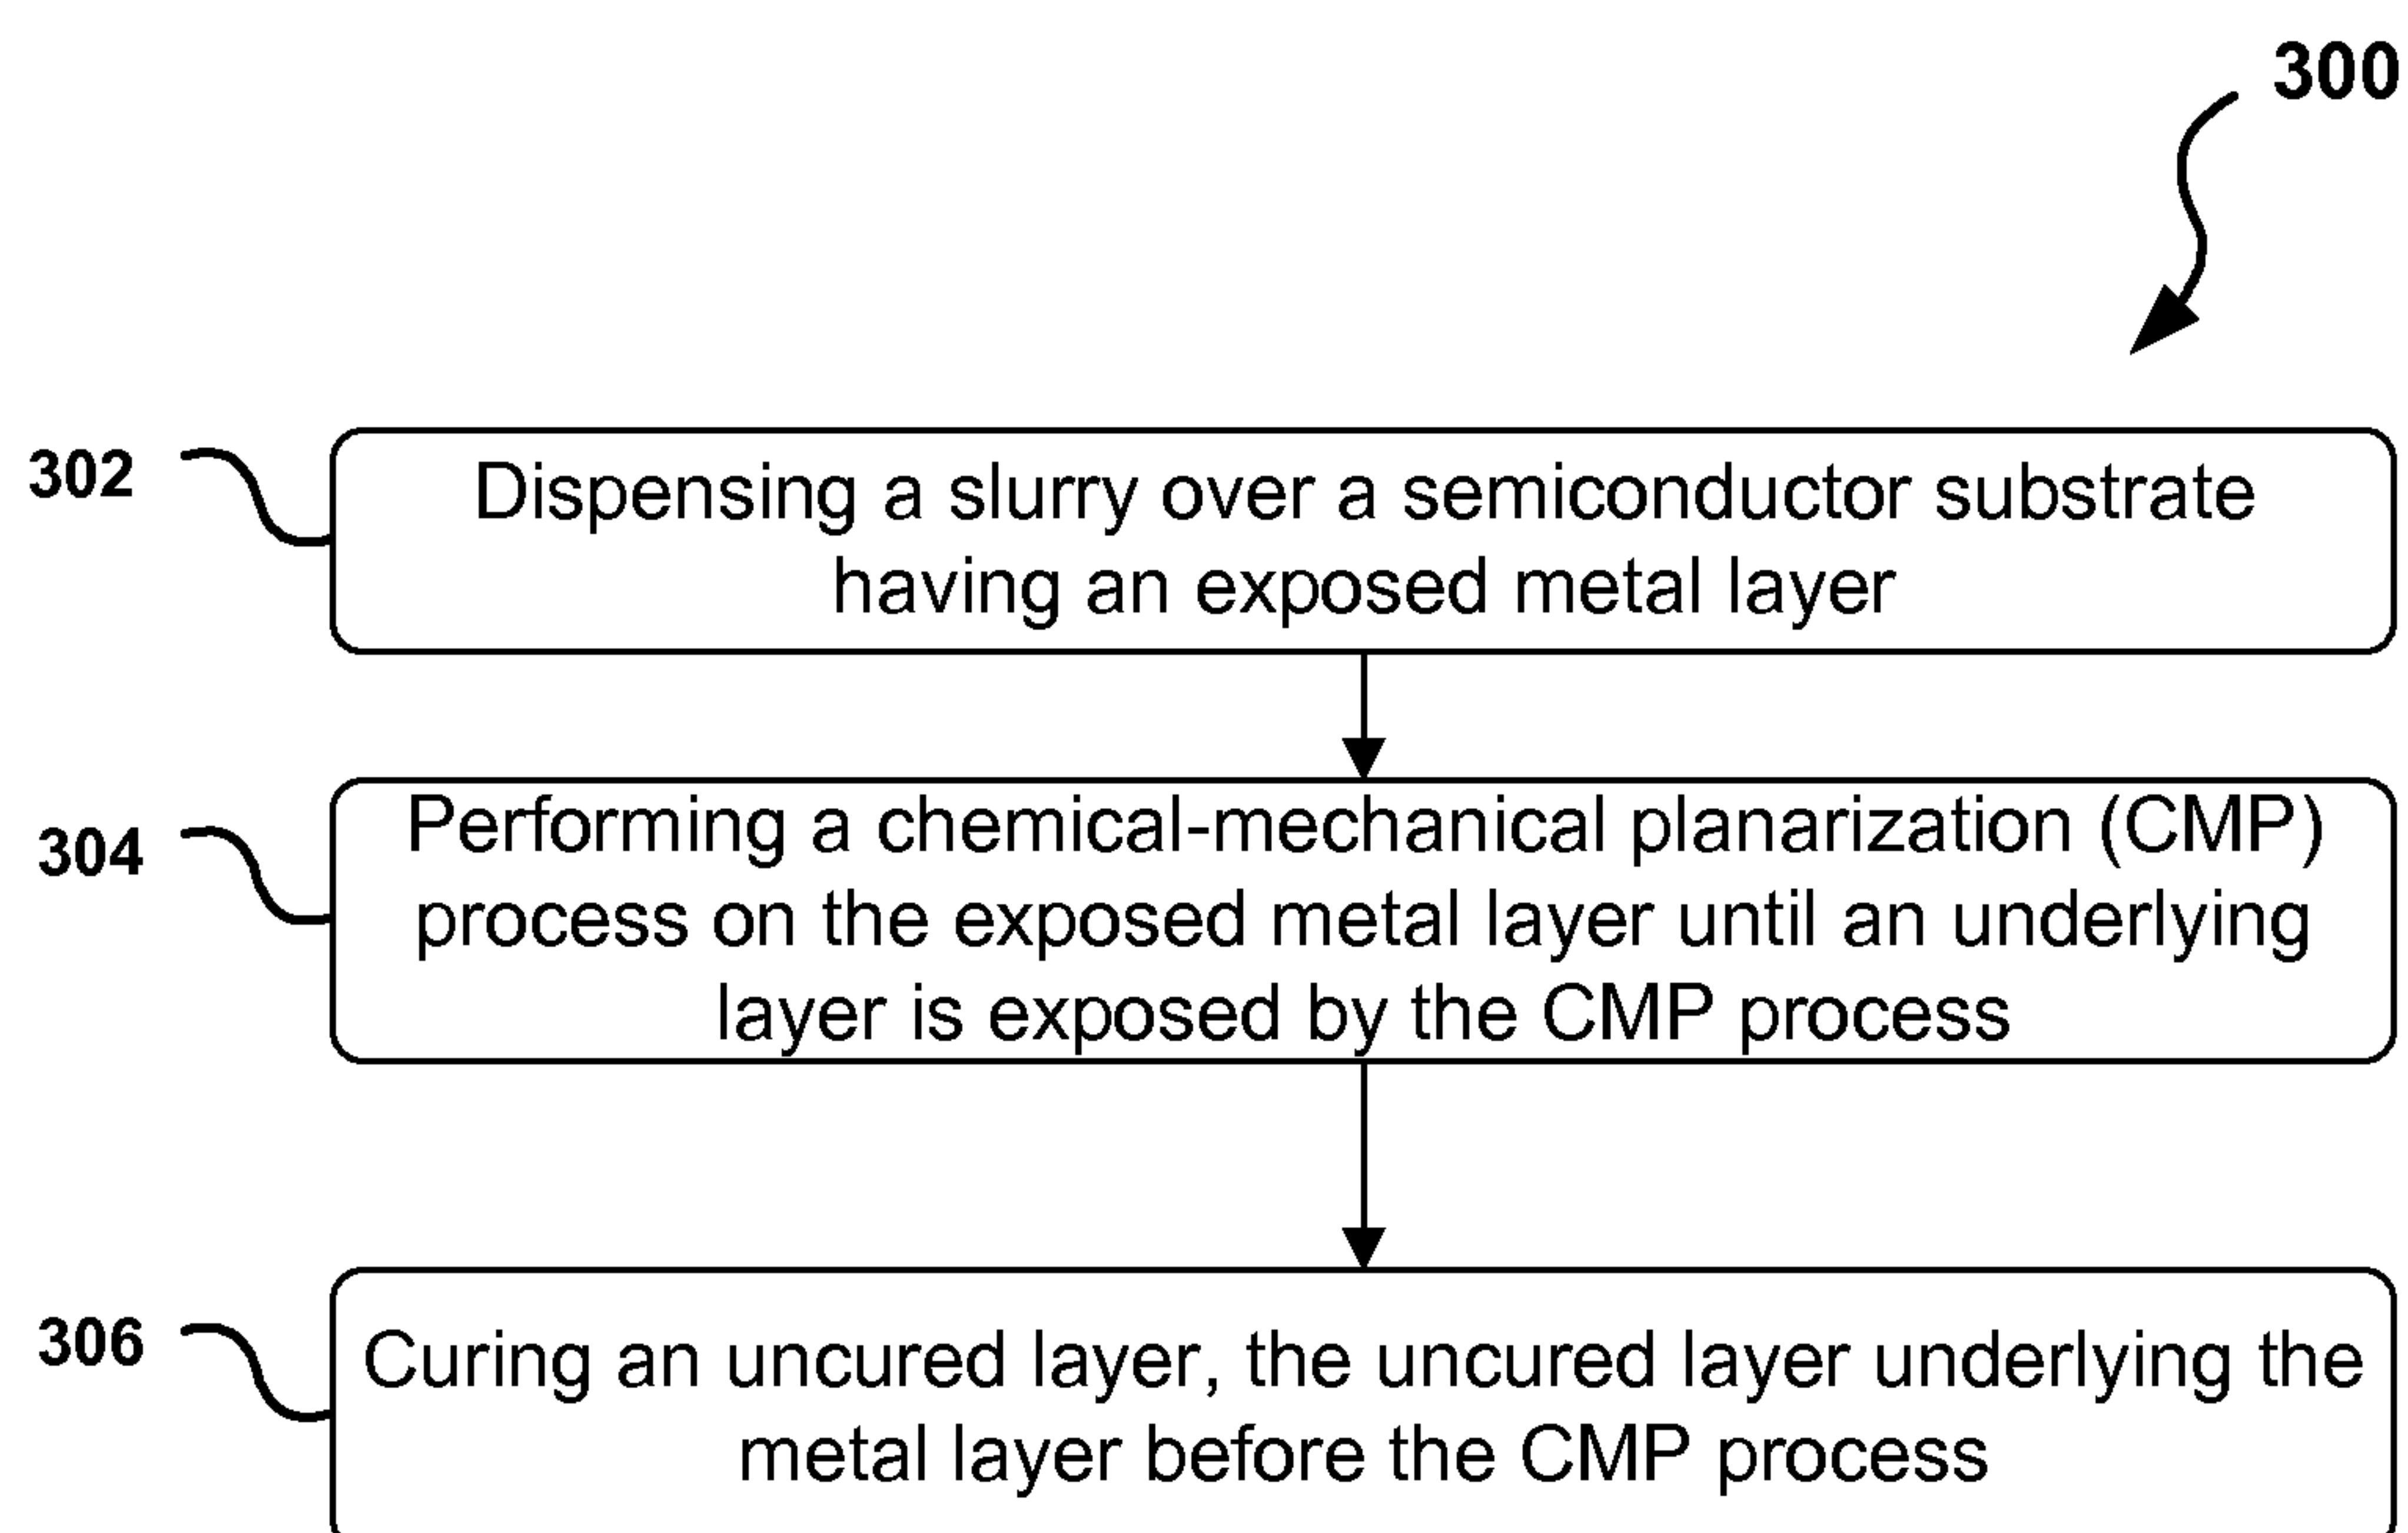 300
302
Dispensing a slurry over a semiconductor substrate
having an exposed metal layer
304
Performing a chemical-mechanical planarization (CMP)
process on the exposed metal layer until an underlying
layer is exposed by the CMP process
306
Curing an uncured layer, the uncured layer underlying the
metal layer before the CMP process